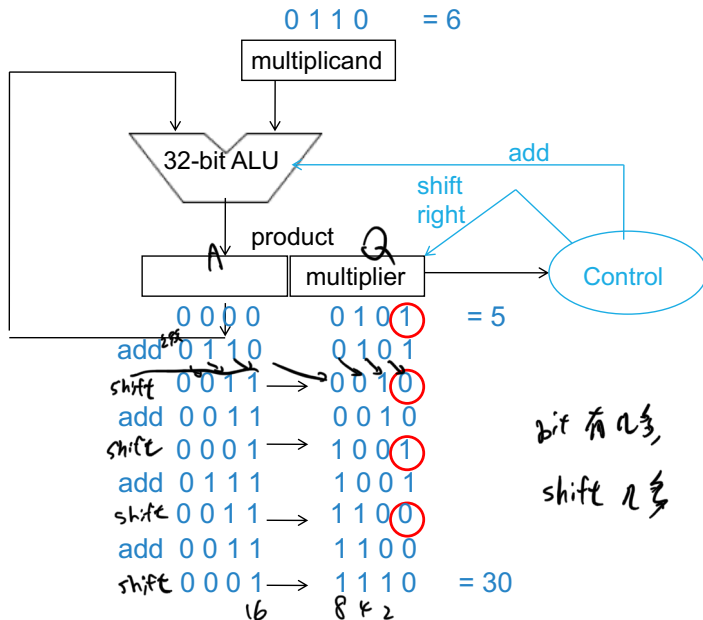 0 1 1 0 = 6
multiplicand
32-bit ALU
add
shift right
product
A
Q
multiplier
Control
0 0 0 0 0 1 0 1 = 5
add 0 1 1 0 0 1 0 1
shift 0 0 1 1 0 0 1 0
add 0 0 1 1 0 0 1 0
shift 0 0 0 1 1 0 0 1
add 0 1 1 1 1 0 0 1
shift 0 0 1 1 1 1 0 0
add 0 0 1 1 1 1 0 0
shift 0 0 0 1 1 1 1 0 = 30
16 8 4 2
bit 有几多,
shift 几多